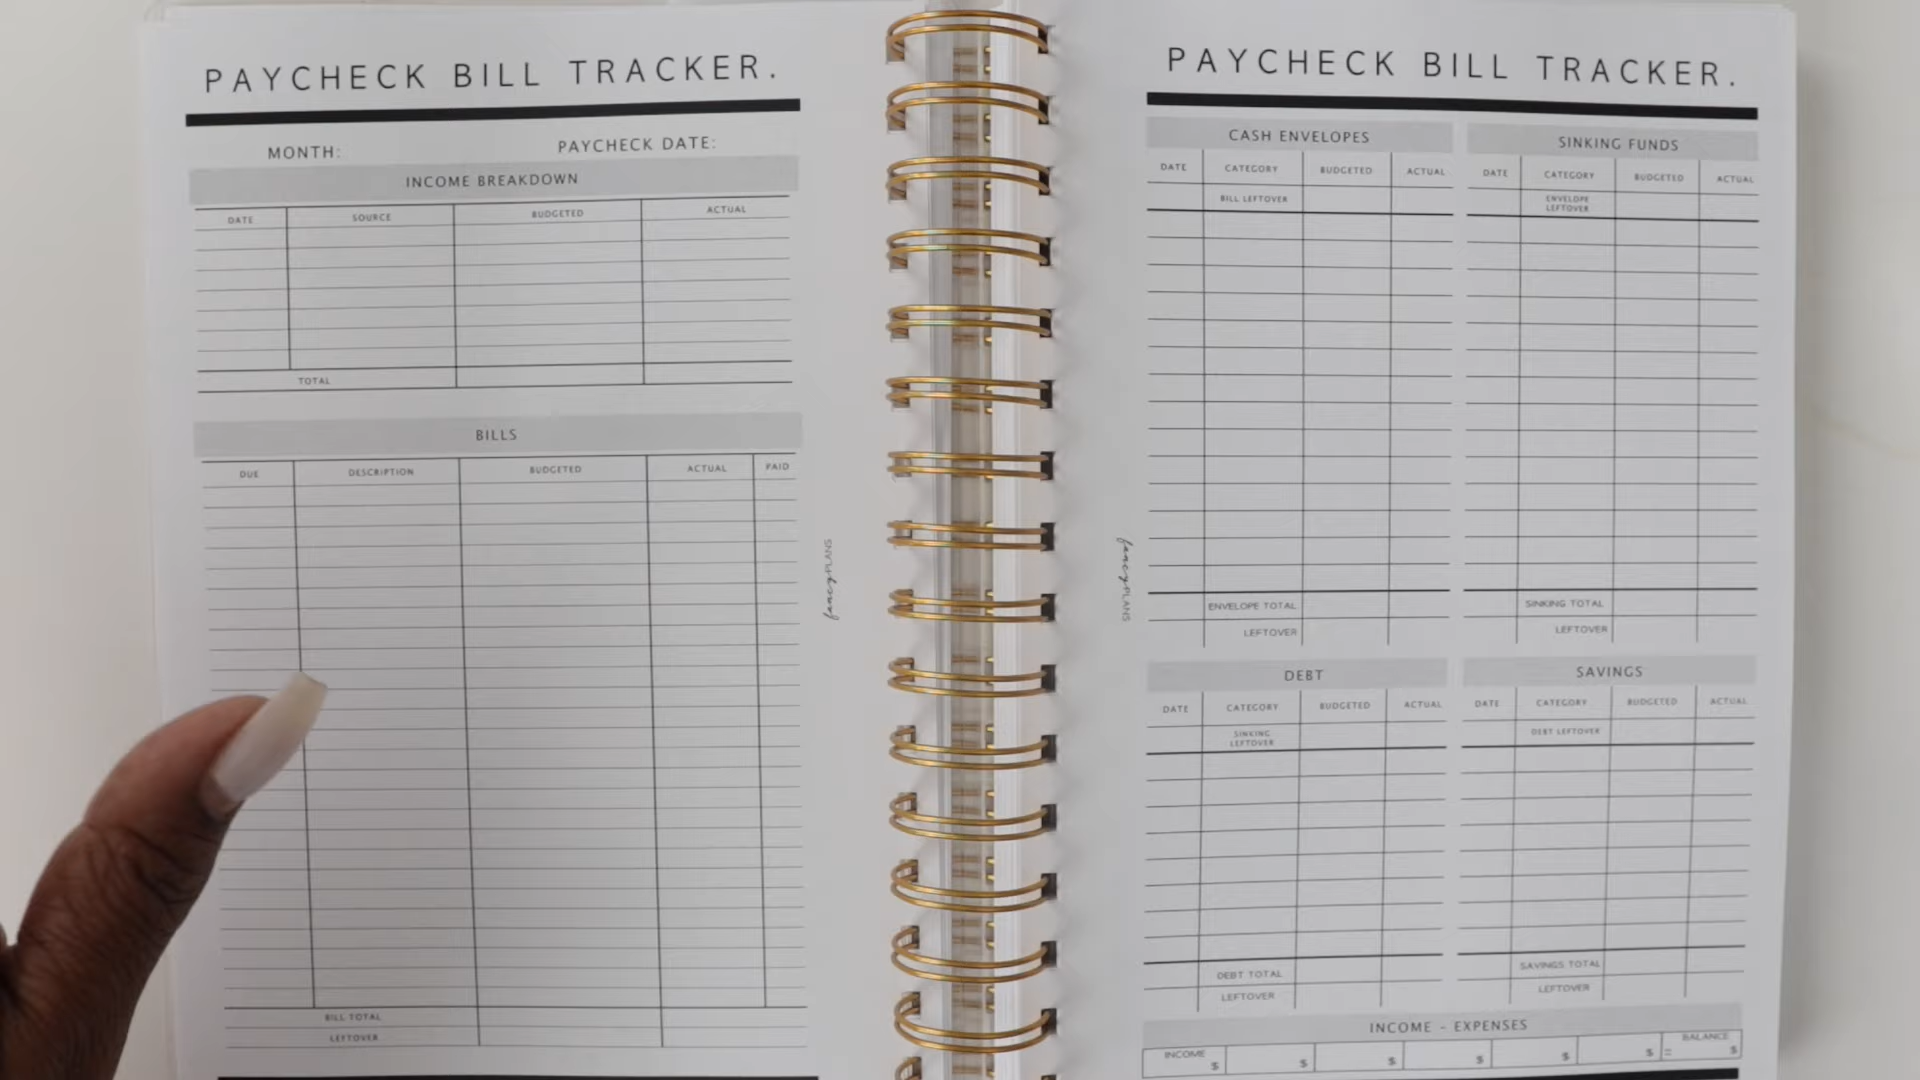 PAYCHECK BILL TRACKER.
MONTH: PAYCHECK DATE:
INCOME BREAKDOWN
DATE SOURCE BUDGETED ACTUAL
TOTAL
BILLS
DUE DESCRIPTION BUDGETED ACTUAL PAID
BILL TOTAL
LEFTOVER
fancyPLANS
PAYCHECK BILL TRACKER.
CASH ENVELOPES
DATE CATEGORY BUDGETED ACTUAL
BILL LEFTOVER
ENVELOPE TOTAL
LEFTOVER
SINKING FUNDS
DATE CATEGORY BUDGETED ACTUAL
ENVELOPE
LEFTOVER
SINKING TOTAL
LEFTOVER
fancyPLANS
DEBT
DATE CATEGORY BUDGETED ACTUAL
SINKING
LEFTOVER
DEBT TOTAL
LEFTOVER
SAVINGS
DATE CATEGORY BUDGETED ACTUAL
DEBT LEFTOVER
SAVINGS TOTAL
LEFTOVER
INCOME - EXPENSES
INCOME $ $ $ $ $ $ = BALANCE $